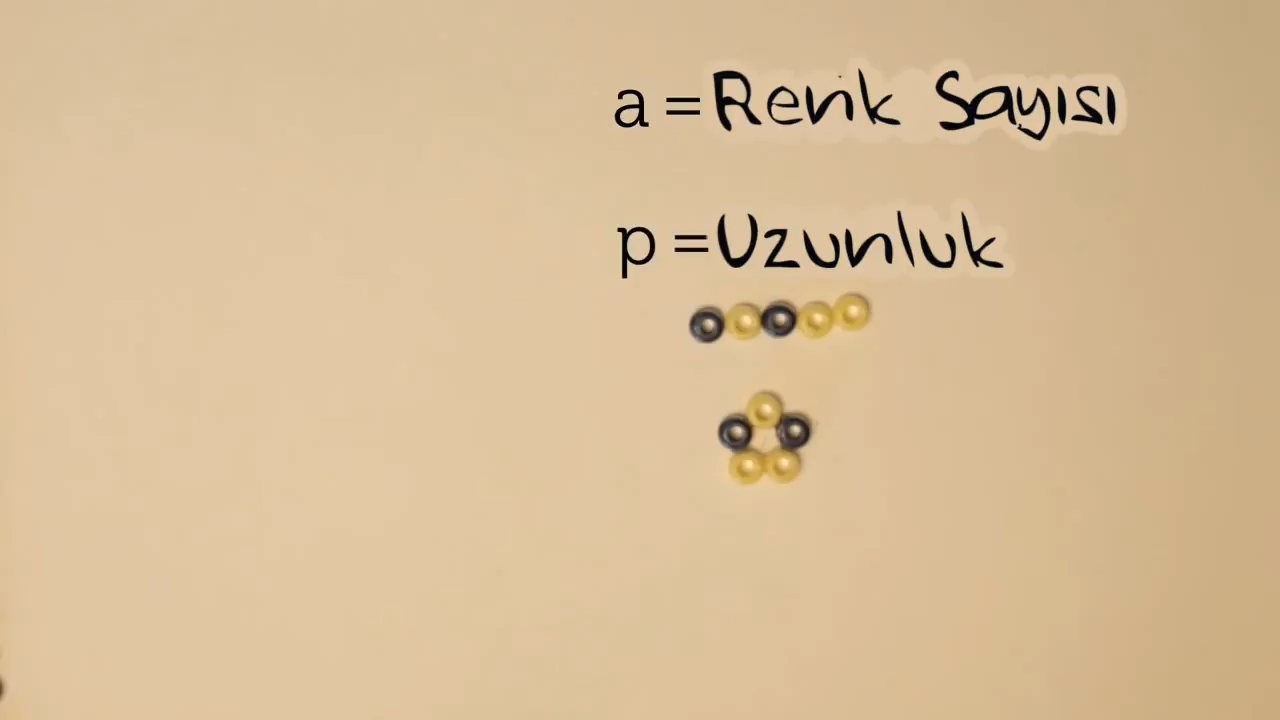 a = Renk Sayısı
p = Uzunluk